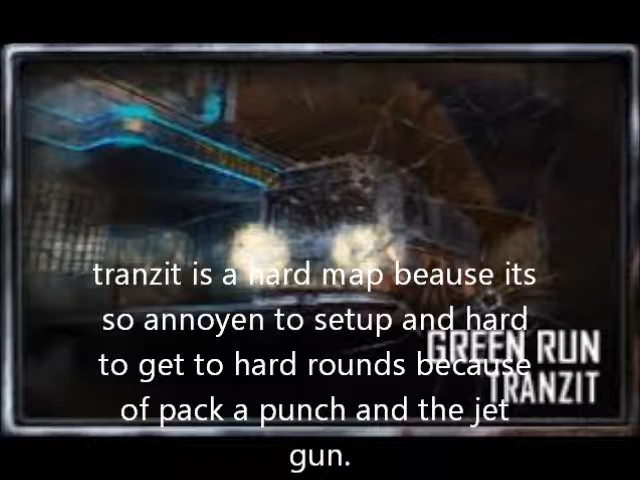 tranzit is a hard map beause its
so annoyen to setup and hard
to get to hard rounds because
of pack a punch and the jet
gun.
GREEN RUN
TRANZIT